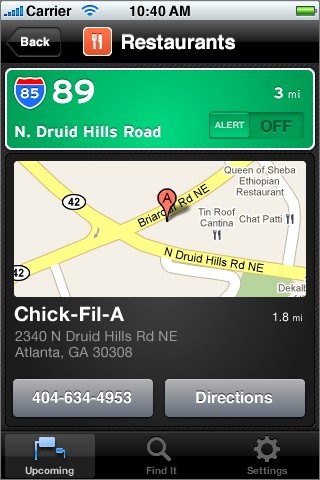 Carrier 10:40 AM
Back Restaurants
85 89 3 mi
N. Druid Hills Road ALERT OFF
Queen of Sheba
Ethiopian
Restaurant
42 A
Briarcliff Rd NE
Tin Roof
Cantina
Chat Patti
N Druid Hills Rd NE
42
Dekalb
Chick-Fil-A 1.8 mi
2340 N Druid Hills Rd NE
Atlanta, GA 30308
404-634-4953 Directions
Upcoming Find It Settings